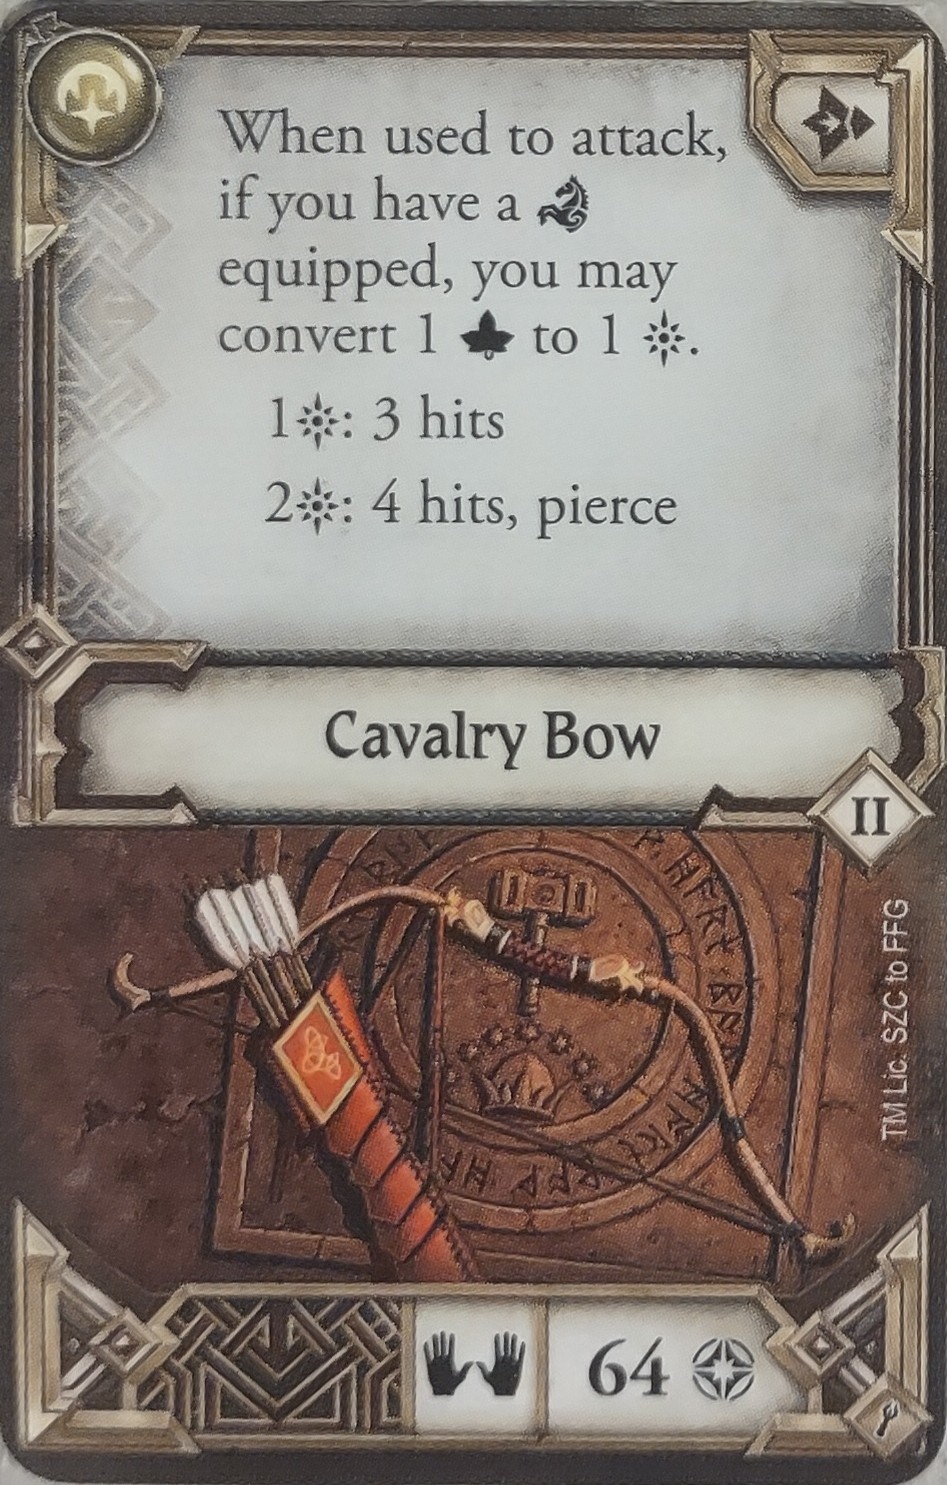 When used to attack,
if you have a
equipped, you may
convert 1 to 1 .
1 : 3 hits
2 : 4 hits, pierce
Cavalry Bow
II
TM Lic. SZC to FFG
64